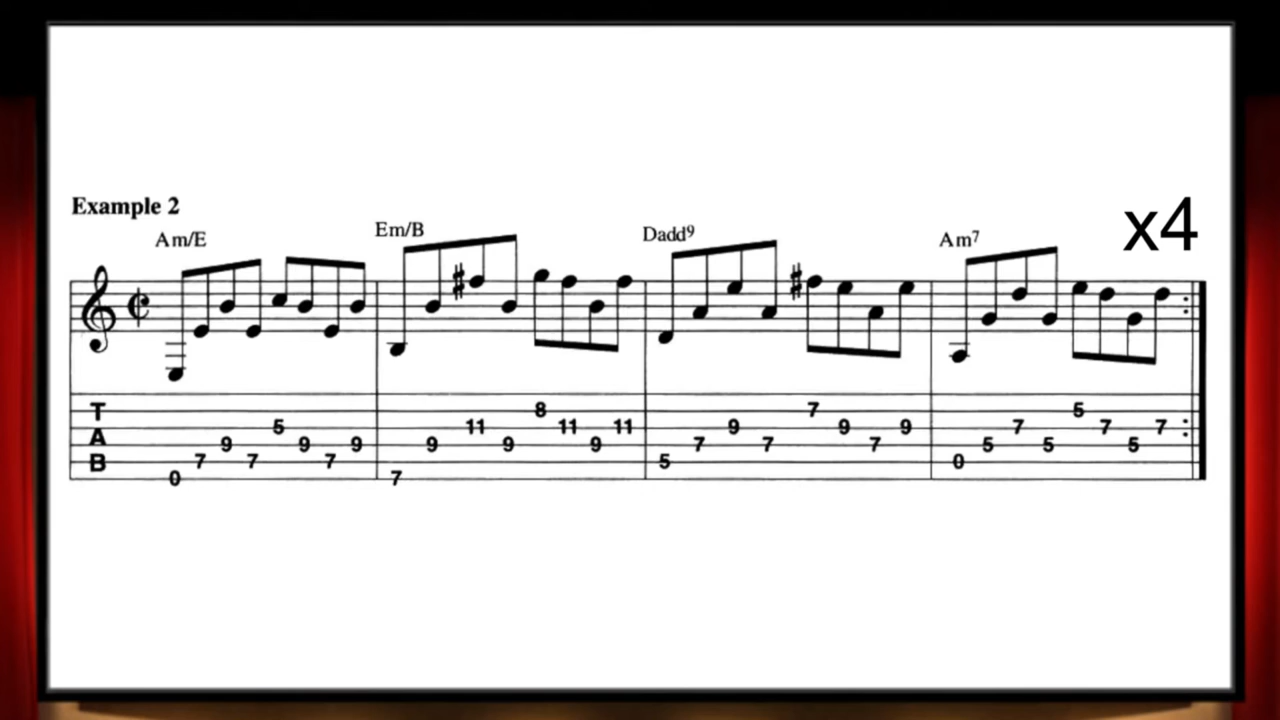 Example 2
x4
Am/E Em/B Dadd9 Am7
8 7 5
T 5 11 11 11 9 9 9 7 7 7
A 9 9 9 9 9 9 7 7 7 5 5 5
B 7 7 7 5 0
0 7